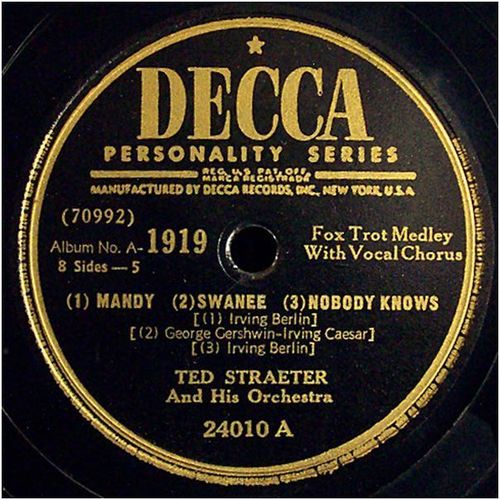 DECCA
PERSONALITY SERIES
REG. U.S. PAT. OFF.
MARCA REGISTRADA
MANUFACTURED BY DECCA RECORDS, INC., NEW YORK, U.S.A.
(70992)
Album No. A-1919
8 Sides—5
Fox Trot Medley
With Vocal Chorus
(1) MANDY (2)SWANEE (3)NOBODY KNOWS
[(1) Irving Berlin]
[(2) George Gershwin-Irving Caesar]
[(3) Irving Berlin]
TED STRAETER
And His Orchestra
24010 A